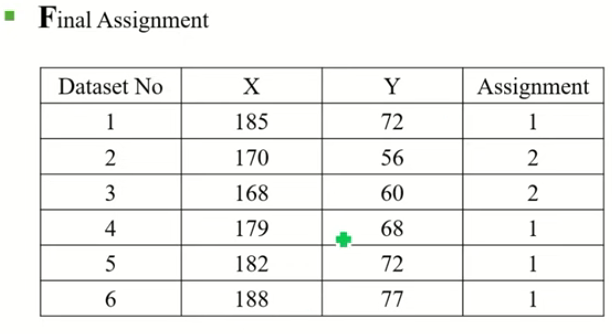 Final Assignment
Dataset No X Y Assignment
1 185 72 1
2 170 56 2
3 168 60 2
4 179 68 1
5 182 72 1
6 188 77 1